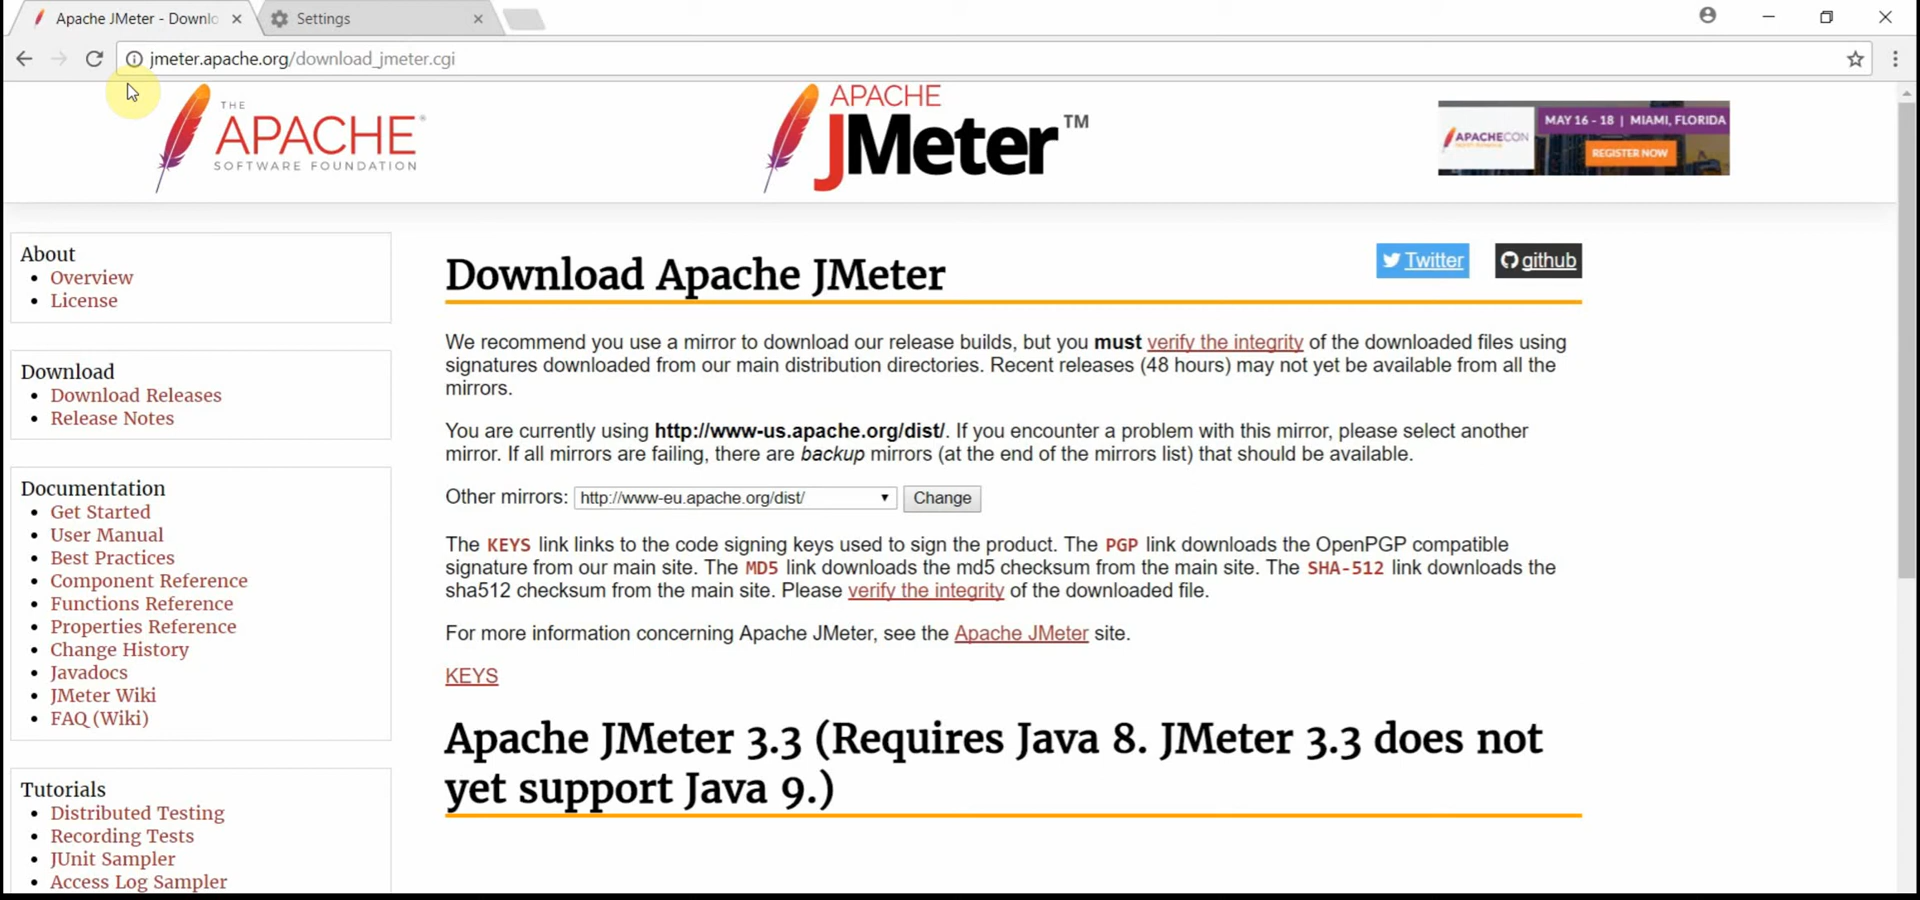 Apache JMeter - Downlo
Settings
jmeter.apache.org/download_jmeter.cgi
THE
APACHE®
SOFTWARE FOUNDATION
APACHE
JMeter™
APACHECON
MAY 16 - 18 | MIAMI, FLORIDA
REGISTER NOW
About
Overview
License
Download
Download Releases
Release Notes
Documentation
Get Started
User Manual
Best Practices
Component Reference
Functions Reference
Properties Reference
Change History
Javadocs
JMeter Wiki
FAQ (Wiki)
Tutorials
Distributed Testing
Recording Tests
JUnit Sampler
Access Log Sampler
Twitter
github
Download Apache JMeter
We recommend you use a mirror to download our release builds, but you must verify the integrity of the downloaded files using
signatures downloaded from our main distribution directories. Recent releases (48 hours) may not yet be available from all the
mirrors.
You are currently using http://www-us.apache.org/dist/. If you encounter a problem with this mirror, please select another
mirror. If all mirrors are failing, there are backup mirrors (at the end of the mirrors list) that should be available.
Other mirrors: http://www-eu.apache.org/dist/ Change
The KEYS link links to the code signing keys used to sign the product. The PGP link downloads the OpenPGP compatible
signature from our main site. The MD5 link downloads the md5 checksum from the main site. The SHA-512 link downloads the
sha512 checksum from the main site. Please verify the integrity of the downloaded file.
For more information concerning Apache JMeter, see the Apache JMeter site.
KEYS
Apache JMeter 3.3 (Requires Java 8. JMeter 3.3 does not
yet support Java 9.)